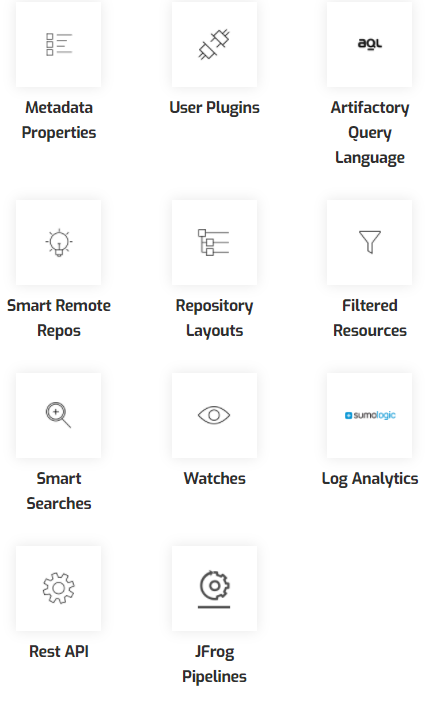 AQL
Metadata
Properties
User Plugins
Artifactory
Query
Language
Smart Remote
Repos
Repository
Layouts
Filtered
Resources
sumologic
Smart
Searches
Watches
Log Analytics
Rest API
JFrog
Pipelines